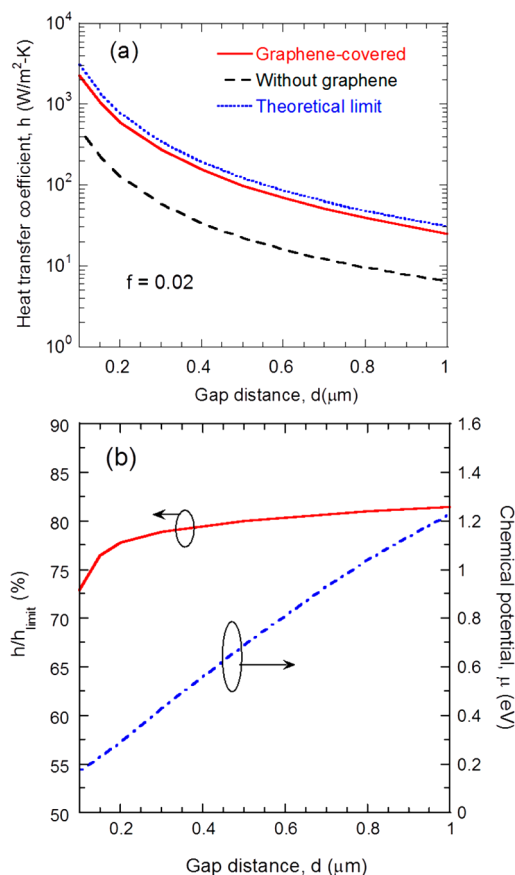 10⁴
(a)
Graphene-covered
Without graphene
Theoretical limit
10³
10²
10¹
10⁰
f = 0.02
Heat transfer coefficient, h (W/m²-K)
0.2 0.4 0.6 0.8 1
Gap distance, d(μm)
90
85
80
75
70
65
60
55
50
(b)
h/h_limit (%)
1.6
1.4
1.2
1
0.8
0.6
0.4
0.2
0
Chemical potential, μ (eV)
0.2 0.4 0.6 0.8 1
Gap distance, d (μm)